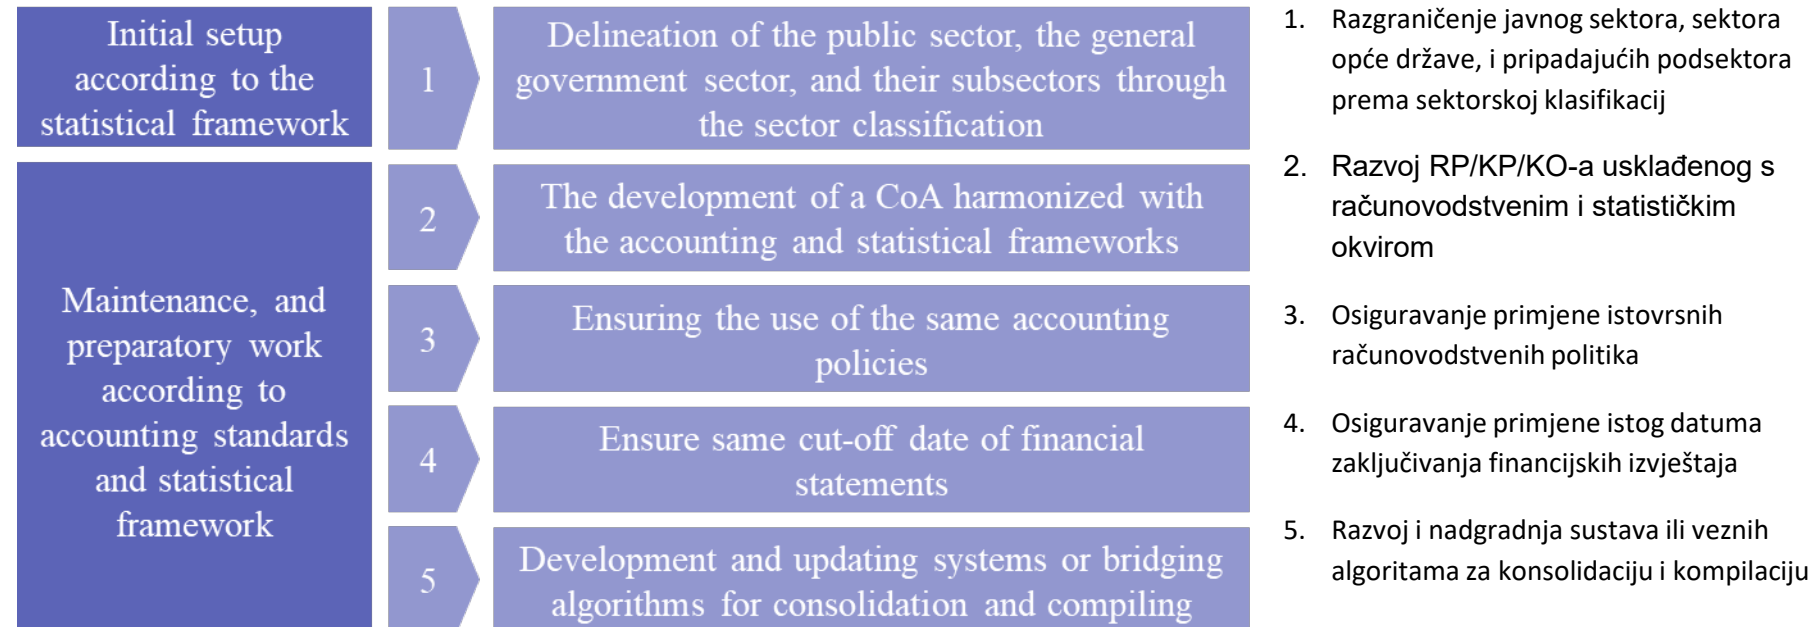 Initial setup
according to the
statistical framework
1
Delineation of the public sector, the general
government sector, and their subsectors through
the sector classification
Maintenance, and
preparatory work
according to
accounting standards
and statistical
framework
2
The development of a CoA harmonized with
the accounting and statistical frameworks
3
Ensuring the use of the same accounting
policies
4
Ensure same cut-off date of financial
statements
5
Development and updating systems or bridging
algorithms for consolidation and compiling
1. Razgraničenje javnog sektora, sektora
opće države, i pripadajućih podsektora
prema sektorskoj klasifikacij
2. Razvoj RP/KP/KO-a usklađenog s
računovodstvenim i statističkim
okvirom
3. Osiguravanje primjene istovrsnih
računovodstvenih politika
4. Osiguravanje primjene istog datuma
zaključivanja financijskih izvještaja
5. Razvoj i nadgradnja sustava ili veznih
algoritama za konsolidaciju i kompilaciju